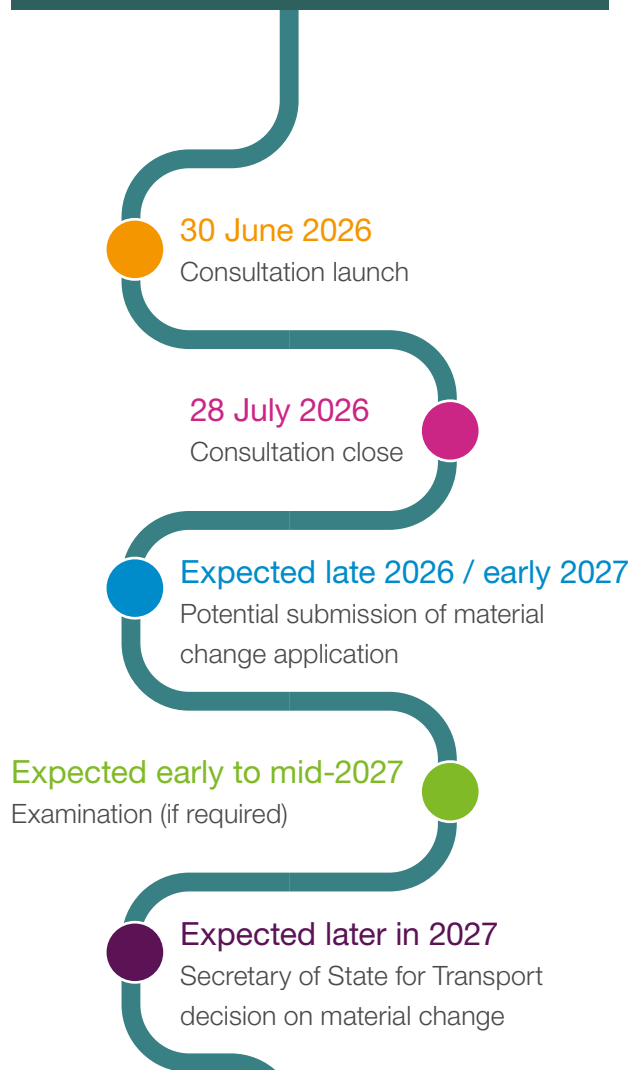 30 June 2026
Consultation launch
28 July 2026
Consultation close
Expected late 2026 / early 2027
Potential submission of material
change application
Expected early to mid-2027
Examination (if required)
Expected later in 2027
Secretary of State for Transport
decision on material change